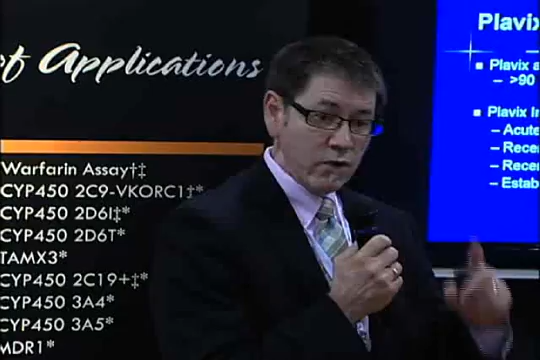 of Applications
Warfarin Assay†‡
CYP450 2C9-VKORC1‡*
CYP450 2D6I‡*
CYP450 2D6T*
TAMX3*
CYP450 2C19+‡*
CYP450 3A4*
CYP450 3A5*
MDR1*
Plavix
Plavix a
– >90
Plavix In
– Acute
– Recen
– Recen
– Estab